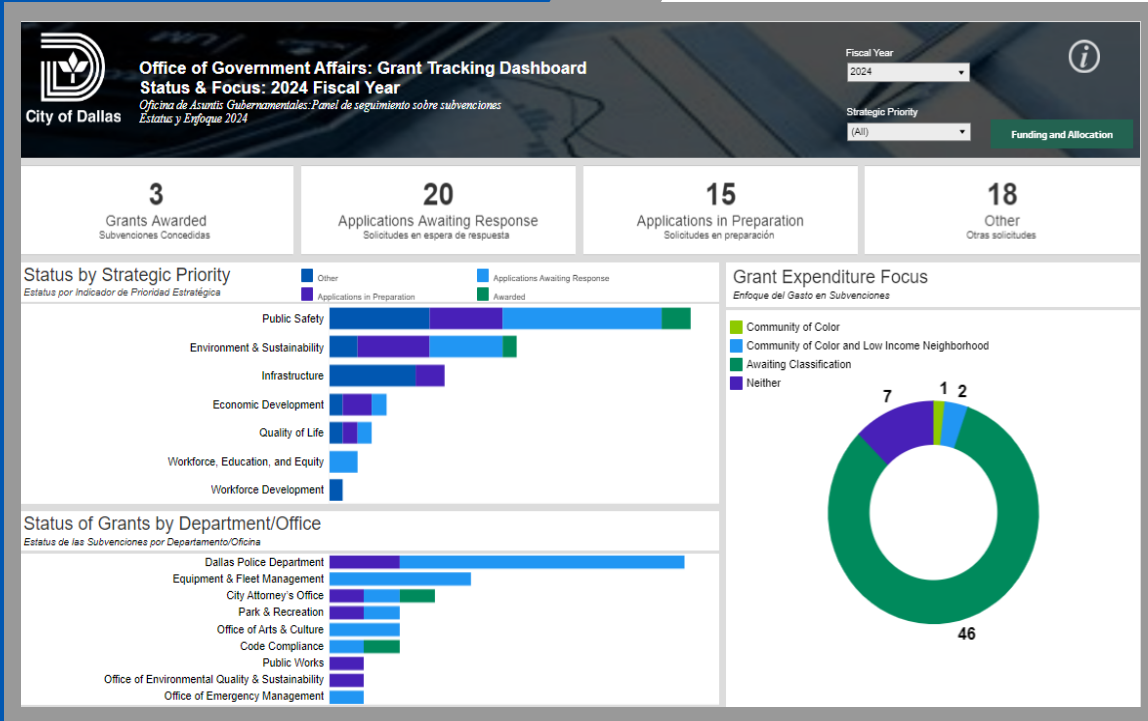 City of Dallas
Office of Government Affairs: Grant Tracking Dashboard
Status & Focus: 2024 Fiscal Year
Oficina de Asuntis Gubernamentales:Panel de seguimiento sobre subvenciones
Estatus y Enfoque 2024
Fiscal Year
2024
Strategic Priority
(All)
i
Funding and Allocation
3
Grants Awarded
Subvenciones Concedidas
20
Applications Awaiting Response
Solicitudes en espera de respuesta
15
Applications in Preparation
Solicitudes en preparación
18
Other
Otras solicitudes
Status by Strategic Priority
Estatus por Indicador de Prioridad Estratégica
Other
Applications Awaiting Response
Applications in Preparation
Awarded
Public Safety
Environment & Sustainability
Infrastructure
Economic Development
Quality of Life
Workforce, Education, and Equity
Workforce Development
Status of Grants by Department/Office
Estatus de las Subvenciones por Departamento/Oficina
Dallas Police Department
Equipment & Fleet Management
City Attorney's Office
Park & Recreation
Office of Arts & Culture
Code Compliance
Public Works
Office of Environmental Quality & Sustainability
Office of Emergency Management
Grant Expenditure Focus
Enfoque del Gasto en Subvenciones
Community of Color
Community of Color and Low Income Neighborhood
Awaiting Classification
Neither
7
1
2
46